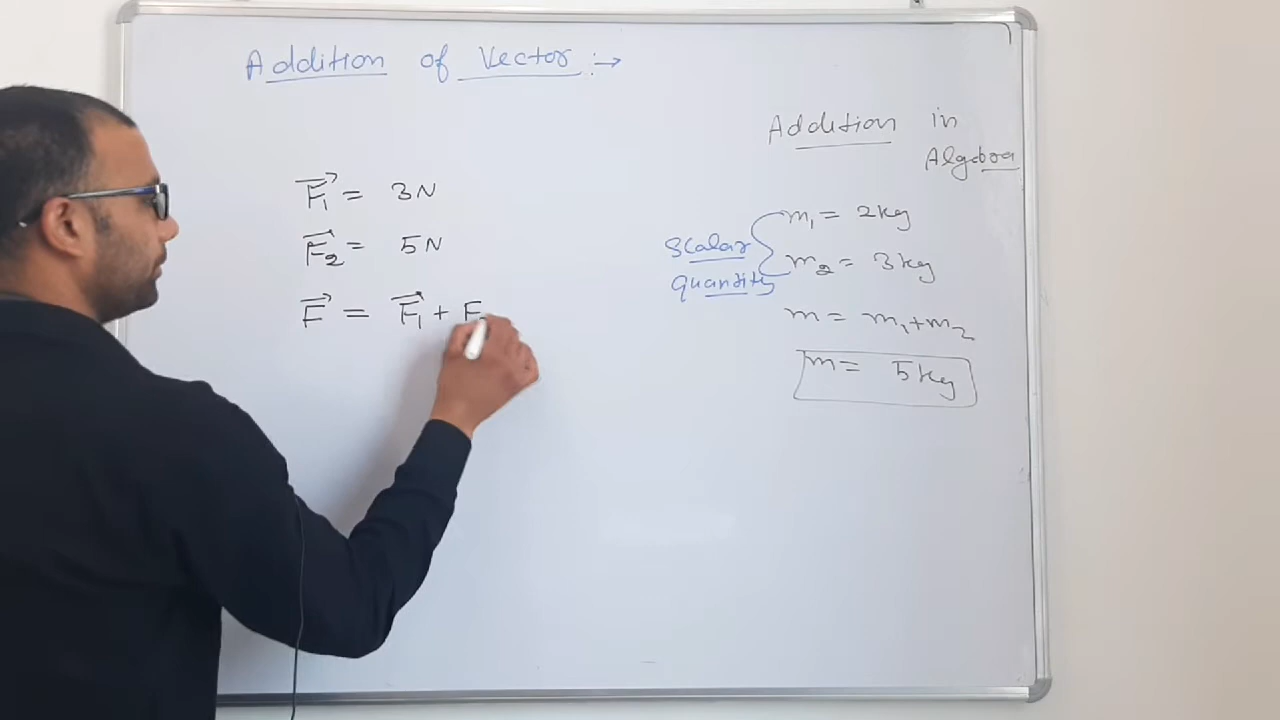 Addition of Vector :→
F₁⃗ = 3N
F₂⃗ = 5N
F⃗ = F₁⃗ + F
Addition in
Algebra
Scalar
quantity
m₁ = 2kg
m₂ = 3kg
m = m₁+m₂
m = 5kg